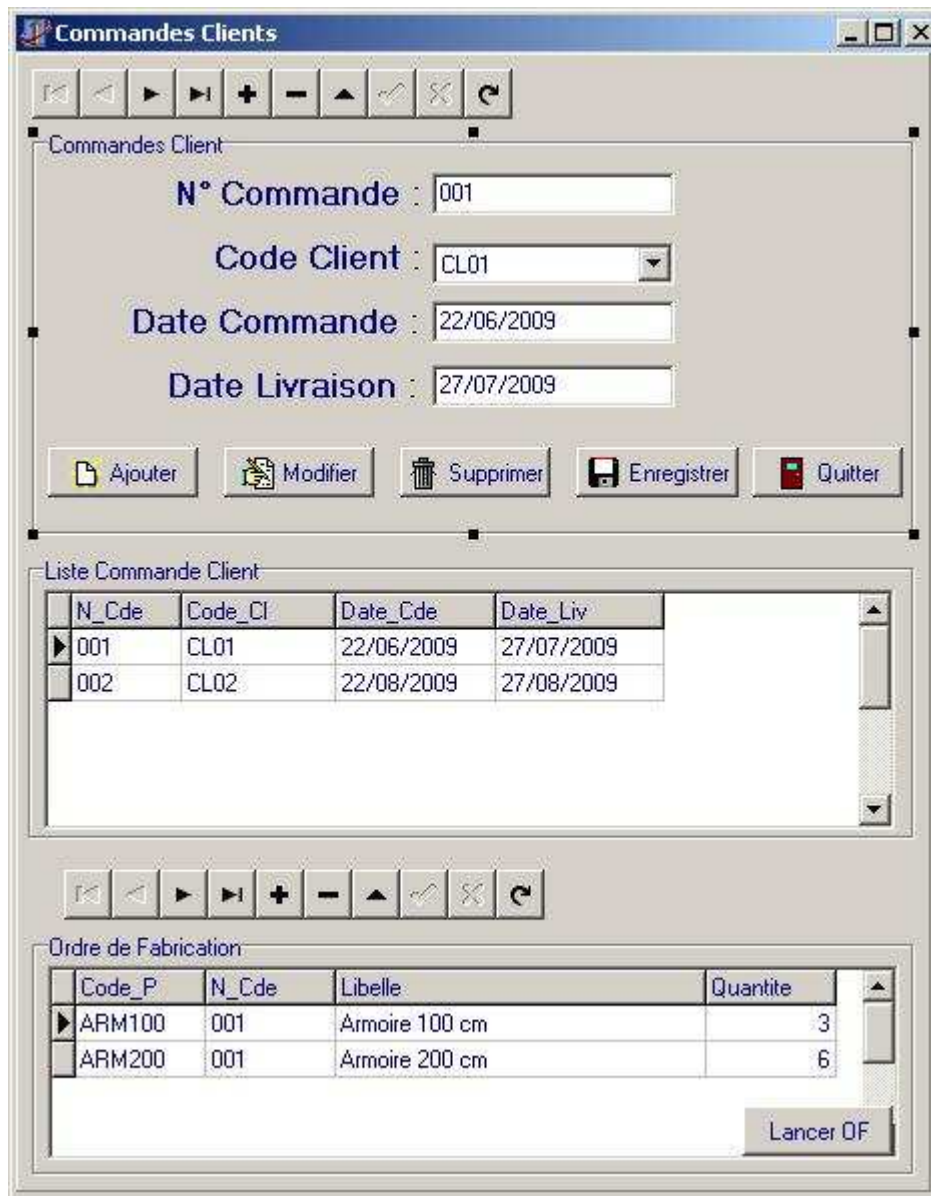 Commandes Clients
Commandes Client
N° Commande : 001
Code Client : CL01
Date Commande : 22/06/2009
Date Livraison : 27/07/2009
Ajouter Modifier Supprimer Enregistrer Quitter
Liste Commande Client
N_Cde Code_Cl Date_Cde Date_Liv
001 CL01 22/06/2009 27/07/2009
002 CL02 22/08/2009 27/08/2009
Ordre de Fabrication
Code_P N_Cde Libelle Quantite
ARM100 001 Armoire 100 cm 3
ARM200 001 Armoire 200 cm 6
Lancer OF